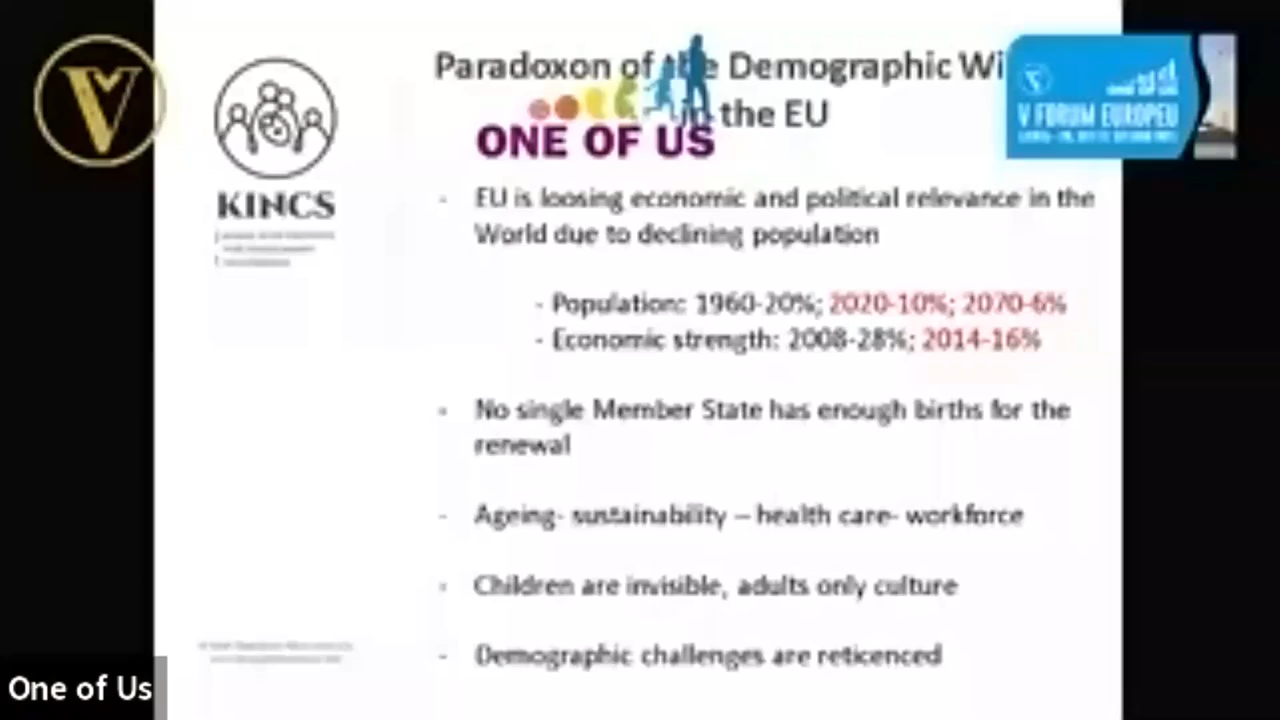 Paradoxon of the Demographic Wi
in the EU
ONE OF US
V FORUM EUROPEU
KINCS
- EU is loosing economic and political relevance in the
World due to declining population
- Population: 1960-20%; 2020-10%; 2070-6%
- Economic strength: 2008-28%; 2014-16%
- No single Member State has enough births for the
renewal
- Ageing- sustainability – health care- workforce
- Children are invisible, adults only culture
- Demographic challenges are reticenced
One of Us